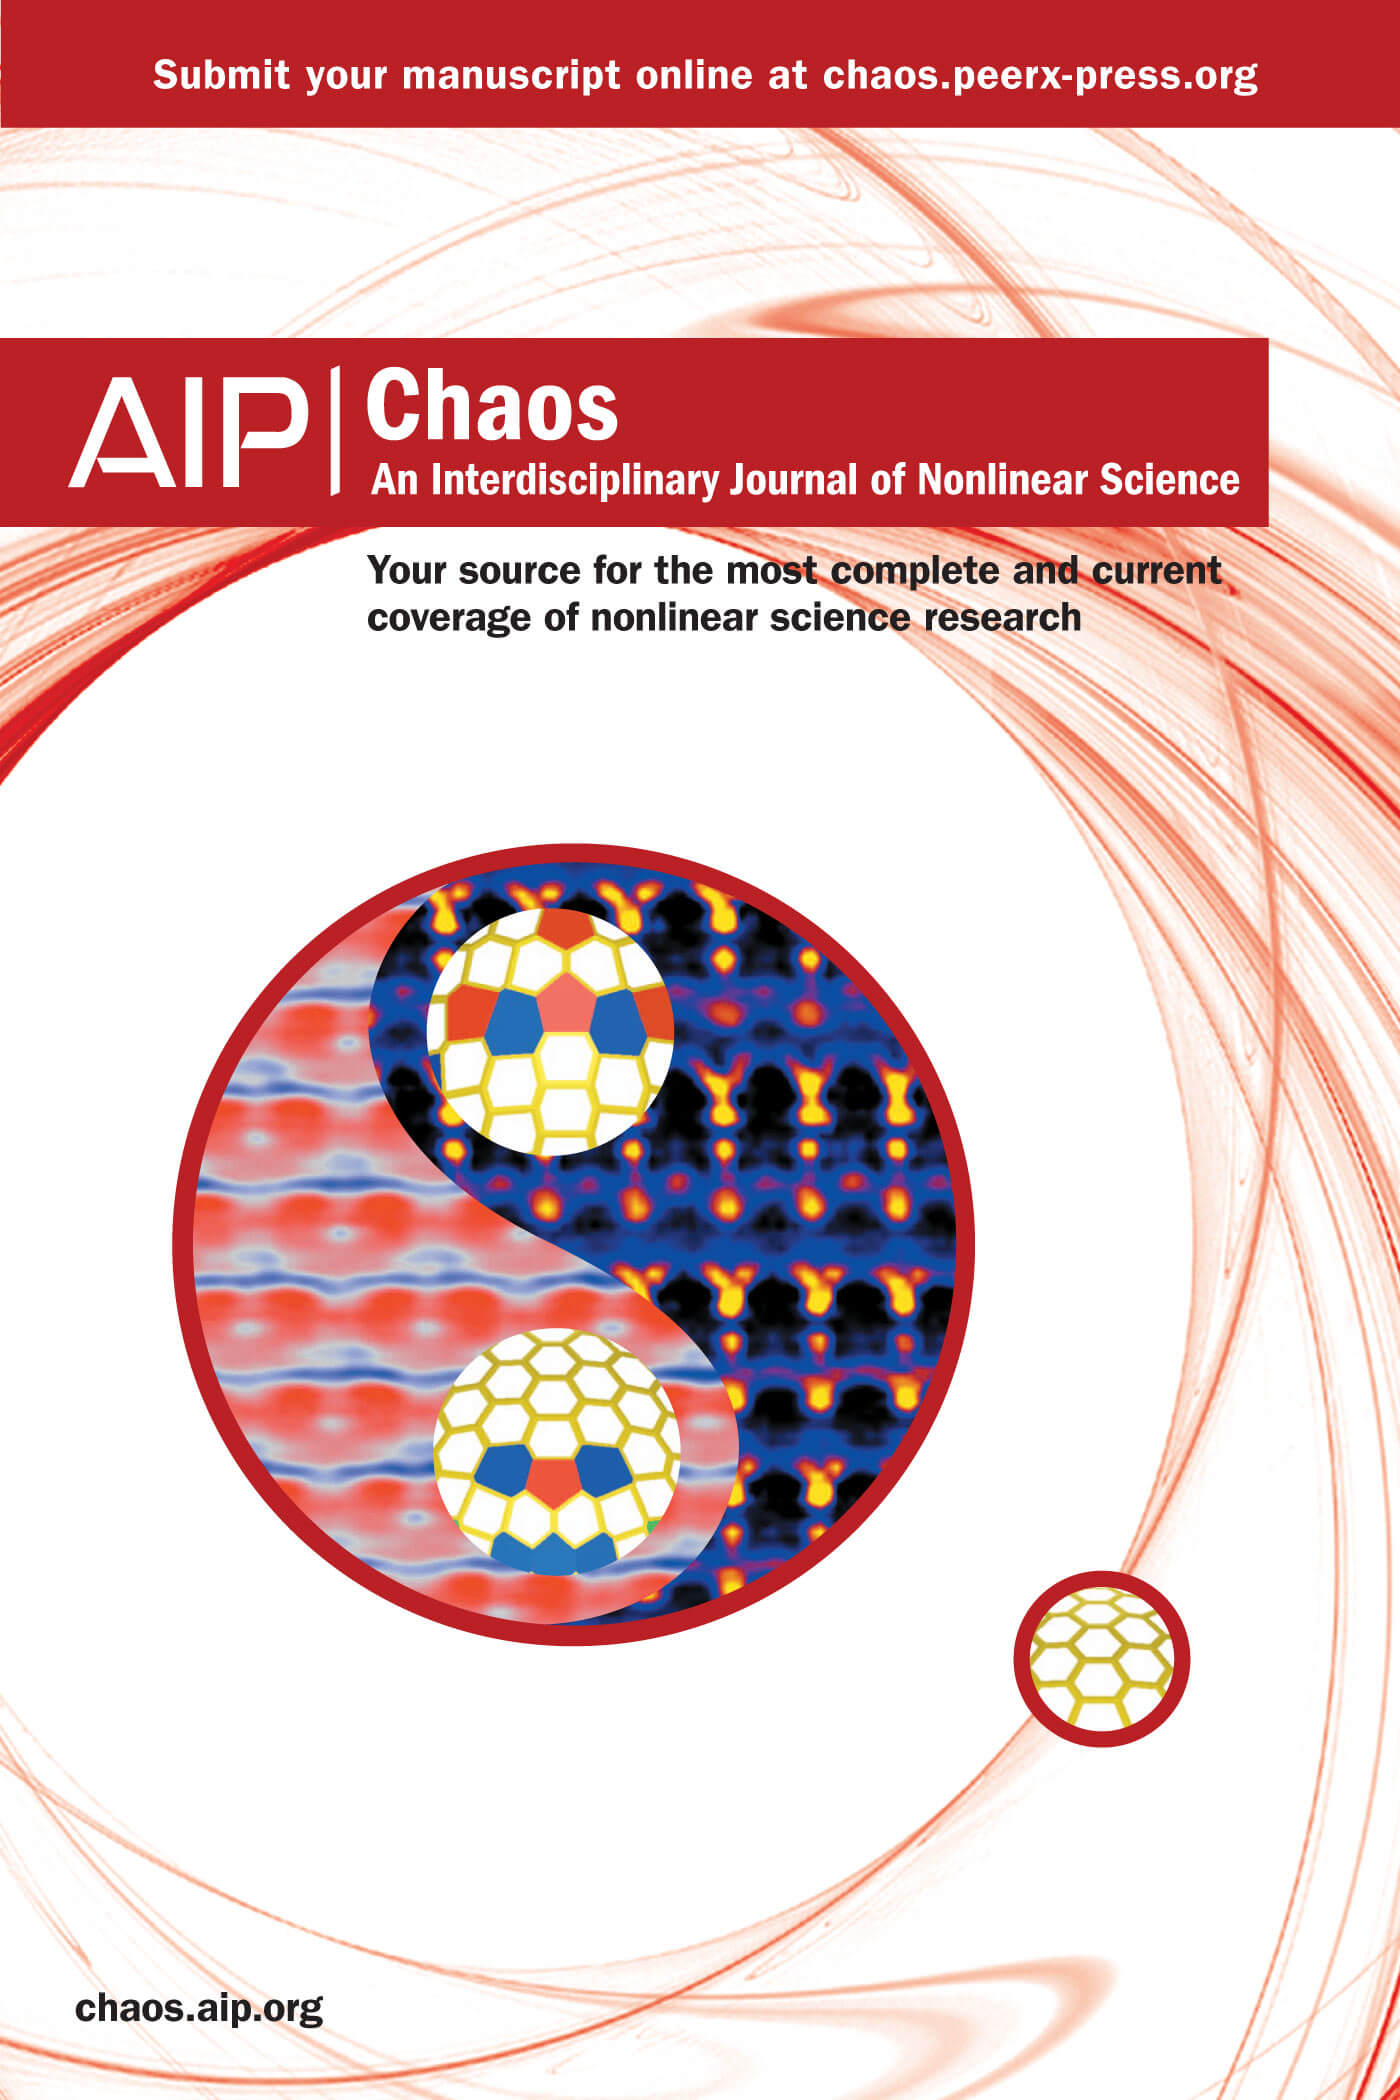 Submit your manuscript online at chaos.peerx-press.org
AIP | Chaos
An Interdisciplinary Journal of Nonlinear Science
Your source for the most complete and current
coverage of nonlinear science research
chaos.aip.org